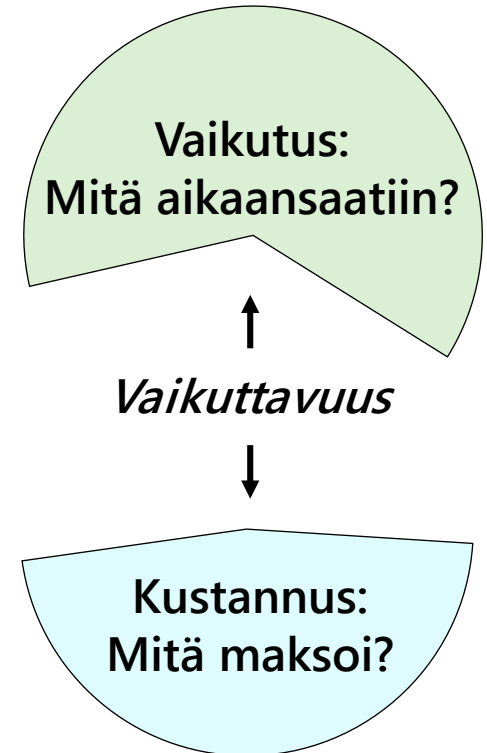 Vaikutus:
Mitä aikaansaatiin?
Vaikuttavuus
Kustannus:
Mitä maksoi?